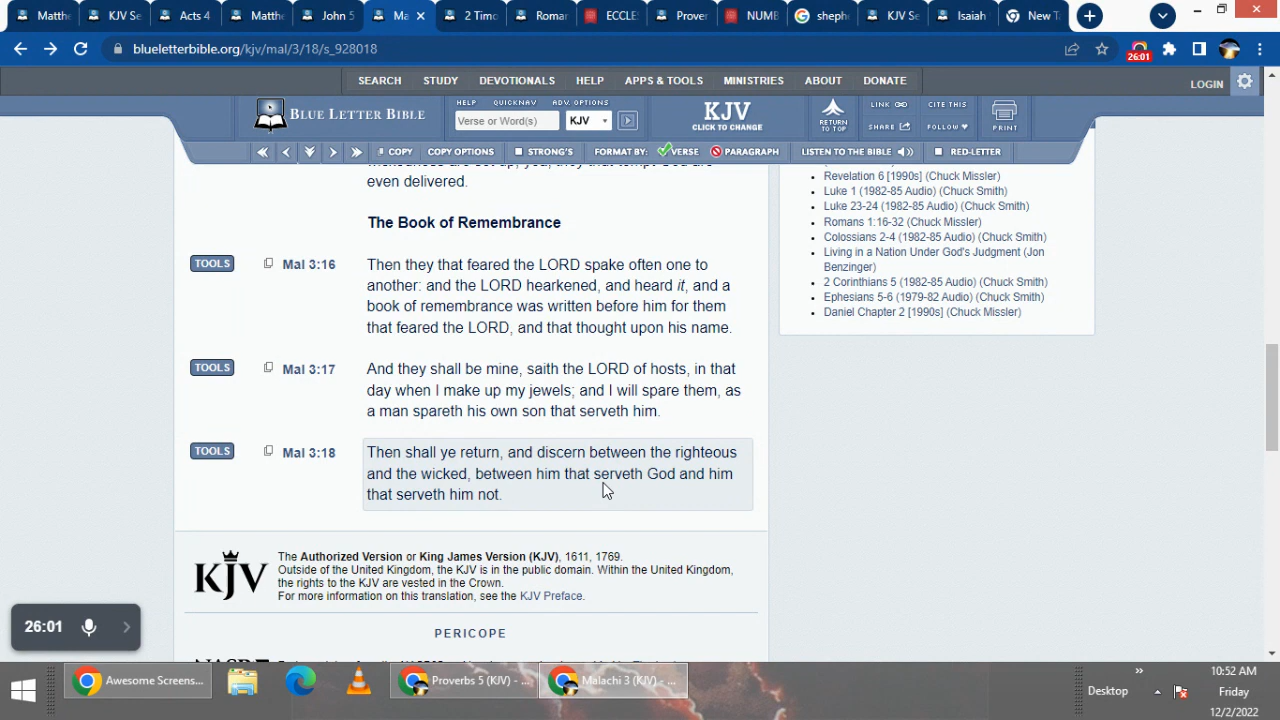 Matthe
KJV Se
Acts 4
Matthe
John 5
Ma
2 Timo
Roma
ECCLE
Prover
NUMB
sheph
KJV Se
Isaiah
New Ta
blueletterbible.org/kjv/mal/3/18/s_928018
26:01
SEARCH STUDY DEVOTIONALS HELP APPS & TOOLS MINISTRIES ABOUT DONATE
LOGIN
BLUE LETTER BIBLE
HELP QUICKNAV ADV. OPTIONS
Verse or Word(s)
KJV
KJV
CLICK TO CHANGE
RETURN
TO TOP
LINK
CITE THIS
SHARE
FOLLOW
PRINT
COPY COPY OPTIONS STRONG'S FORMAT BY: VERSE PARAGRAPH LISTEN TO THE BIBLE RED-LETTER
even delivered.
The Book of Remembrance
TOOLS
Mal 3:16
Then they that feared the LORD spake often one to
another: and the LORD hearkened, and heard it, and a
book of remembrance was written before him for them
that feared the LORD, and that thought upon his name.
TOOLS
Mal 3:17
And they shall be mine, saith the LORD of hosts, in that
day when I make up my jewels; and I will spare them, as
a man spareth his own son that serveth him.
TOOLS
Mal 3:18
Then shall ye return, and discern between the righteous
and the wicked, between him that serveth God and him
that serveth him not.
Revelation 6 [1990s] (Chuck Missler)
Luke 1 (1982-85 Audio) (Chuck Smith)
Luke 23-24 (1982-85 Audio) (Chuck Smith)
Romans 1:16-32 (Chuck Missler)
Colossians 2-4 (1982-85 Audio) (Chuck Smith)
Living in a Nation Under God's Judgment (Jon
Benzinger)
2 Corinthians 5 (1982-85 Audio) (Chuck Smith)
Ephesians 5-6 (1979-82 Audio) (Chuck Smith)
Daniel Chapter 2 [1990s] (Chuck Missler)
KJV
The Authorized Version or King James Version (KJV), 1611, 1769.
Outside of the United Kingdom, the KJV is in the public domain. Within the United Kingdom,
the rights to the KJV are vested in the Crown.
For more information on this translation, see the KJV Preface.
PERICOPE
26:01
Awesome Screens...
Proverbs 5 (KJV) - ...
Malachi 3 (KJV) - ...
Desktop
10:52 AM
Friday
12/2/2022